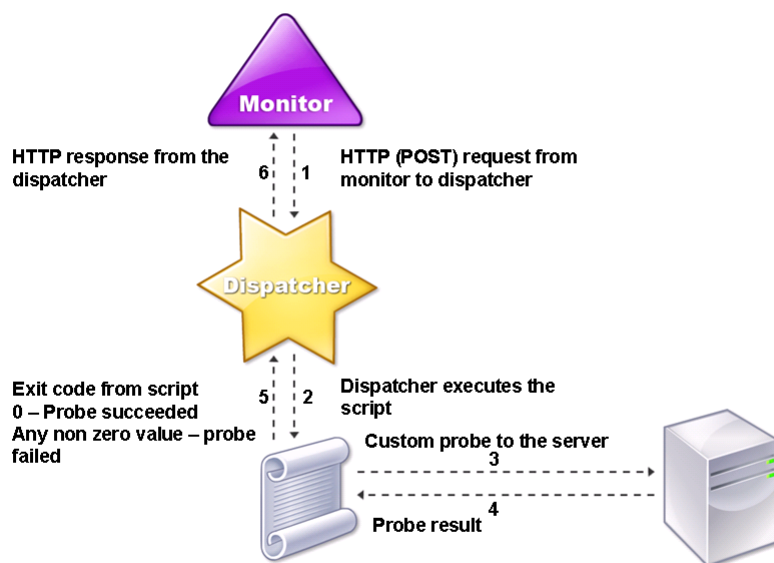 Monitor
HTTP response from the
dispatcher
6
1
HTTP (POST) request from
monitor to dispatcher
Dispatcher
Exit code from script
0 – Probe succeeded
Any non zero value – probe
failed
5
2
Dispatcher executes the
script
Custom probe to the server
3
4
Probe result